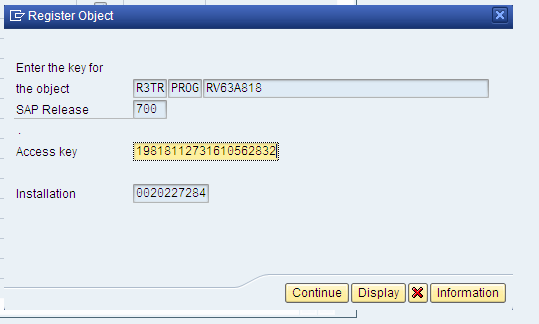 Register Object
Enter the key for
the object R3TR PROG RV63A818
SAP Release 700
.
Access key 19818112731610562832
Installation 0020227284
Continue Display Information